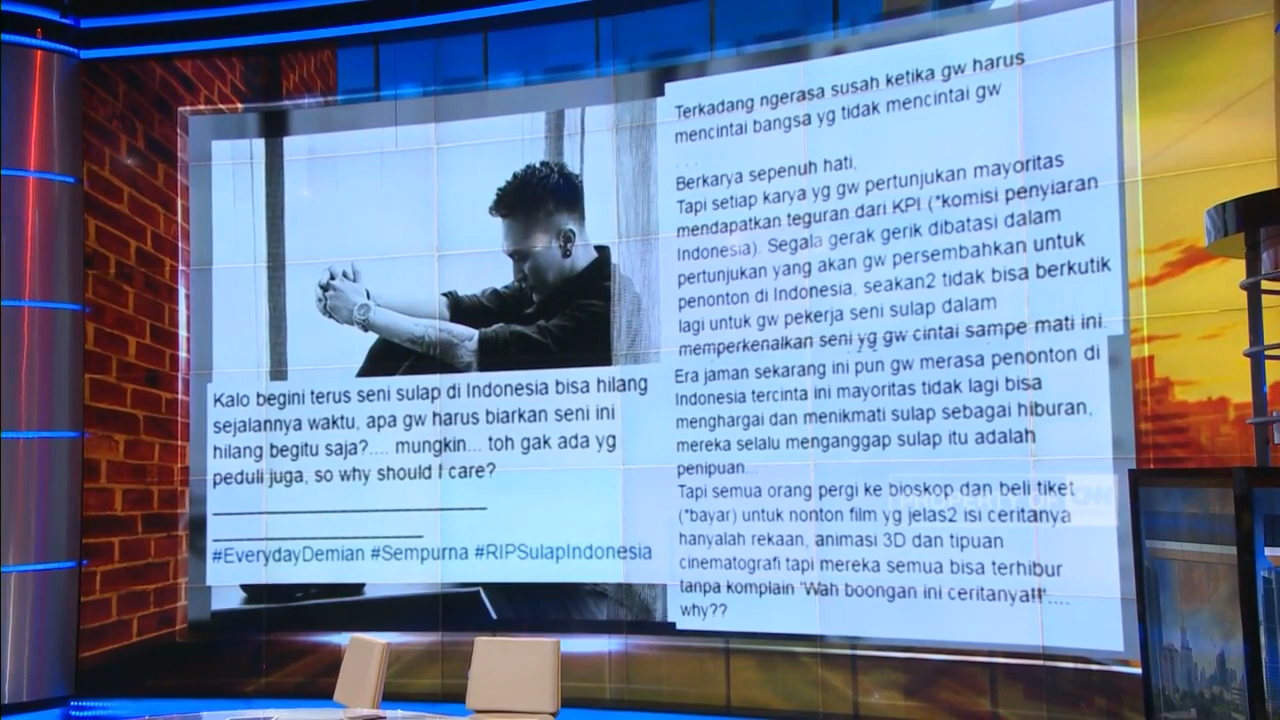 Terkadang ngerasa susah ketika gw harus
mencintai bangsa yg tidak mencintai gw
. . .
Berkarya sepenuh hati,
Tapi setiap karya yg gw pertunjukan mayoritas
mendapatkan teguran dari KPI (*komisi penyiaran
Indonesia). Segala gerak gerik dibatasi dalam
pertunjukan yang akan gw persembahkan untuk
penonton di Indonesia, seakan2 tidak bisa berkutik
lagi untuk gw pekerja seni sulap dalam
memperkenalkan seni yg gw cintai sampe mati ini.
Era jaman sekarang ini pun gw merasa penonton di
Indonesia tercinta ini mayoritas tidak lagi bisa
menghargai dan menikmati sulap sebagai hiburan,
mereka selalu menganggap sulap itu adalah
penipuan...
Tapi semua orang pergi ke bioskop dan beli tiket
(*bayar) untuk nonton film yg jelas2 isi ceritanya
hanyalah rekaan, animasi 3D dan tipuan
cinematografi tapi mereka semua bisa terhibur
tanpa komplain 'Wah boongan ini ceritanya!!'....
why??
Kalo begini terus seni sulap di Indonesia bisa hilang
sejalannya waktu, apa gw harus biarkan seni ini
hilang begitu saja?.... mungkin... toh gak ada yg
peduli juga, so why should I care?
#EverydayDemian #Sempurna #RIPSulapIndonesia
PROPERTY OF CNN